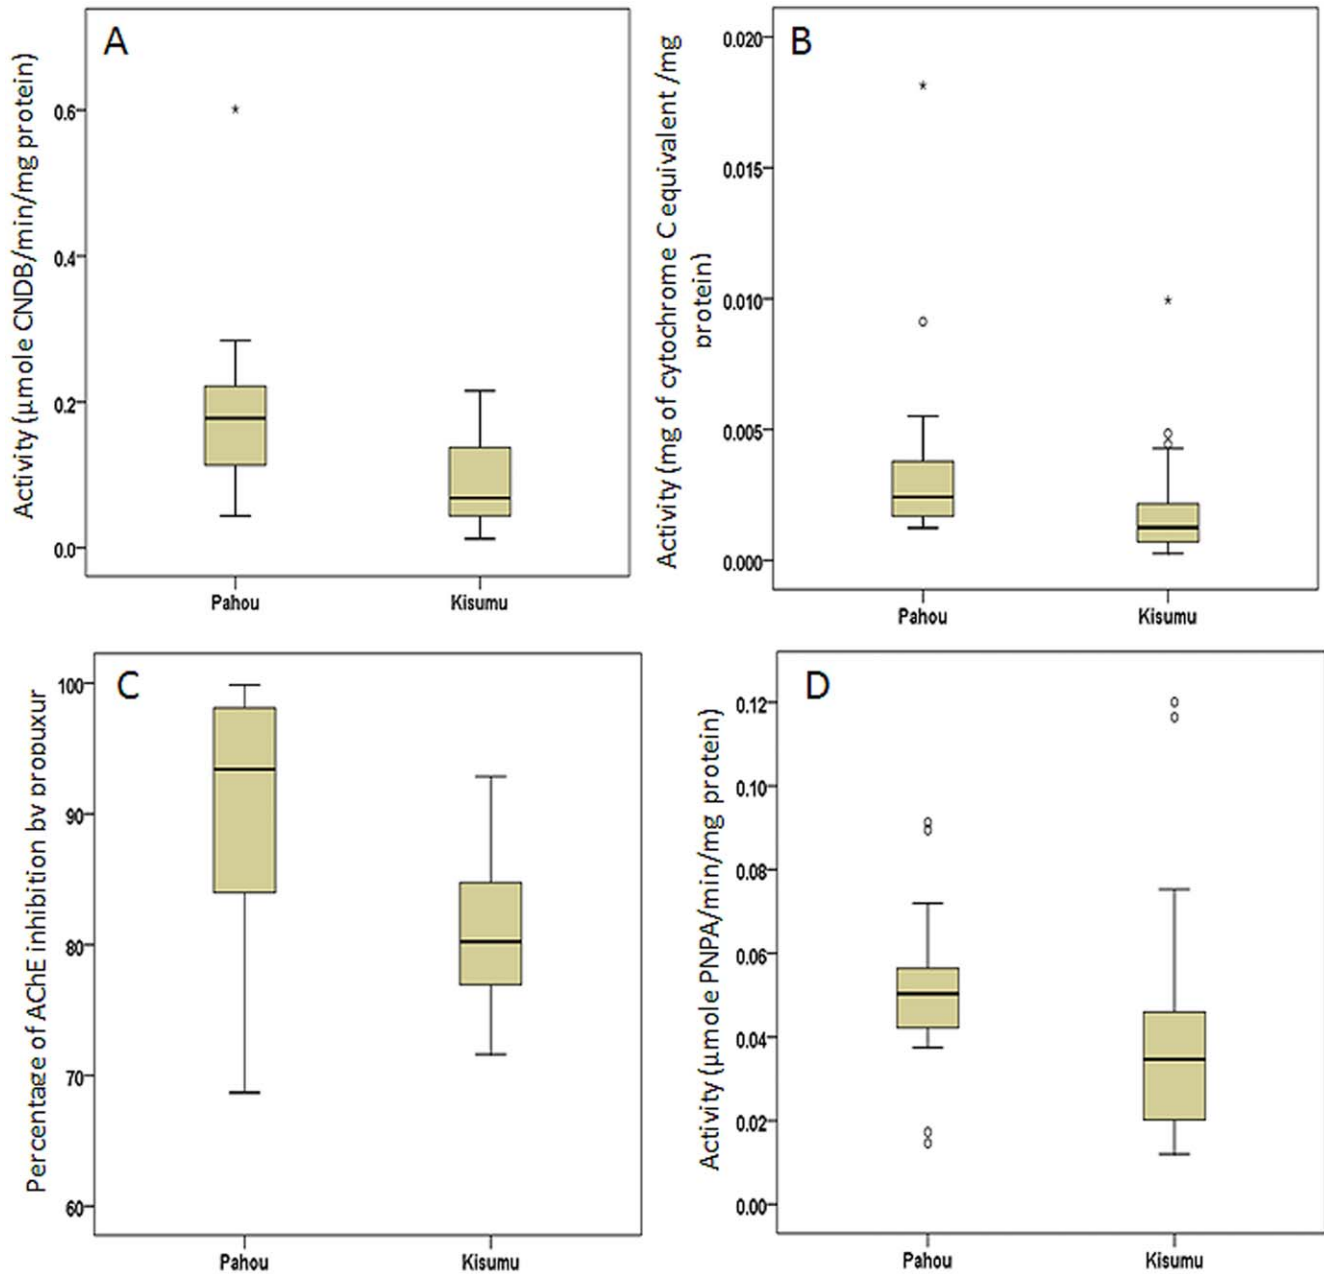 A
Activity (µmole CNDB/min/mg protein)
0.6
0.4
0.2
0.0
Pahou Kisumu
B
Activity (mg of cytochrome C equivalent /mg
protein)
0.020
0.015
0.010
0.005
0.000
Pahou Kisumu
C
Percentage of AChE inhibition by propuxur
100
90
80
70
60
Pahou Kisumu
D
Activity (µmole PNPA/min/mg protein)
0.12
0.10
0.08
0.06
0.04
0.02
0.00
Pahou Kisumu